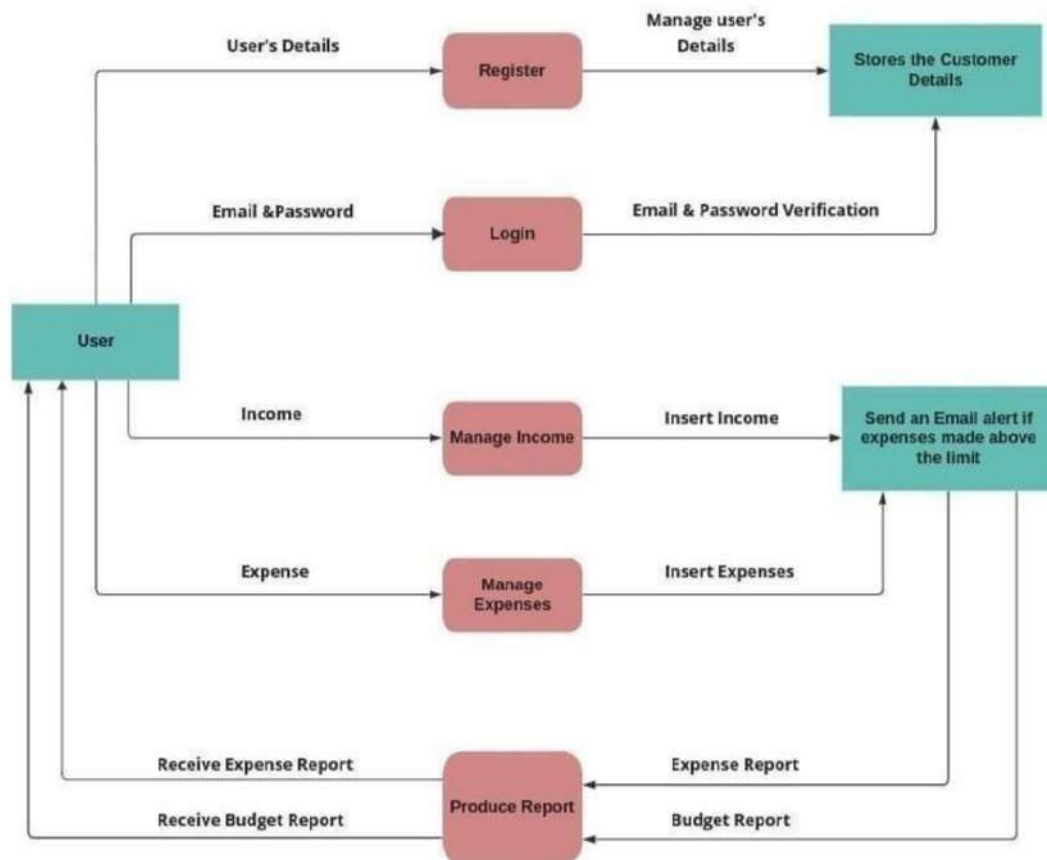 User's Details
Register
Manage user's
Details
Stores the Customer
Details
Email &Password
Login
Email & Password Verification
User
Income
Manage Income
Insert Income
Send an Email alert if
expenses made above
the limit
Expense
Manage
Expenses
Insert Expenses
Receive Expense Report
Expense Report
Produce Report
Receive Budget Report
Budget Report